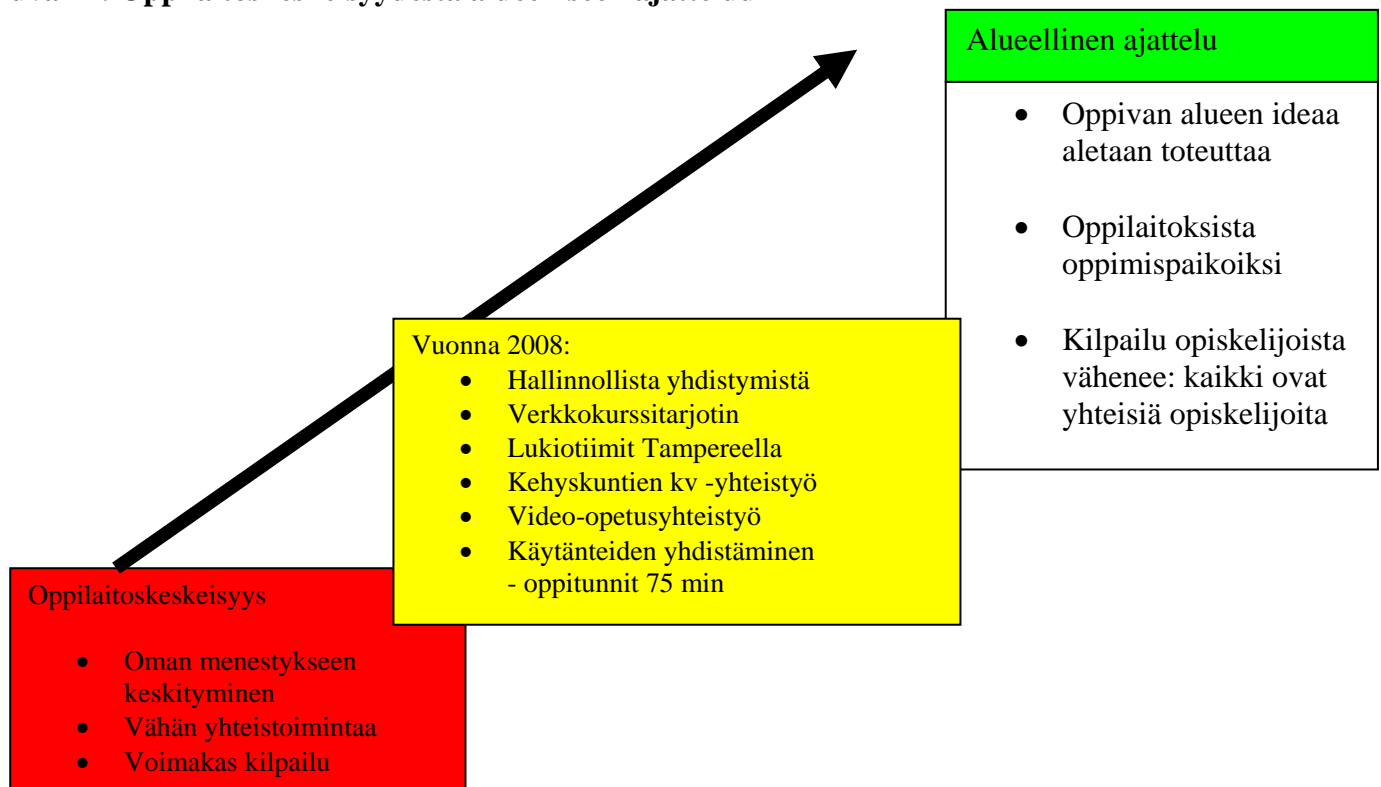 Alueellinen ajattelu
• Oppivan alueen ideaa
aletaan toteuttaa
• Oppilaitoksista
oppimispaikoiksi
• Kilpailu opiskelijoista
vähenee: kaikki ovat
yhteisiä opiskelijoita
Vuonna 2008:
• Hallinnollista yhdistymistä
• Verkkokurssitarjotin
• Lukiotiimit Tampereella
• Kehyskuntien kv -yhteistyö
• Video-opetusyhteistyö
• Käytänteiden yhdistäminen
- oppitunnit 75 min
Oppilaitoskeskeisyys
• Oman menestykseen
keskityminen
• Vähän yhteistoimintaa
• Voimakas kilpailu